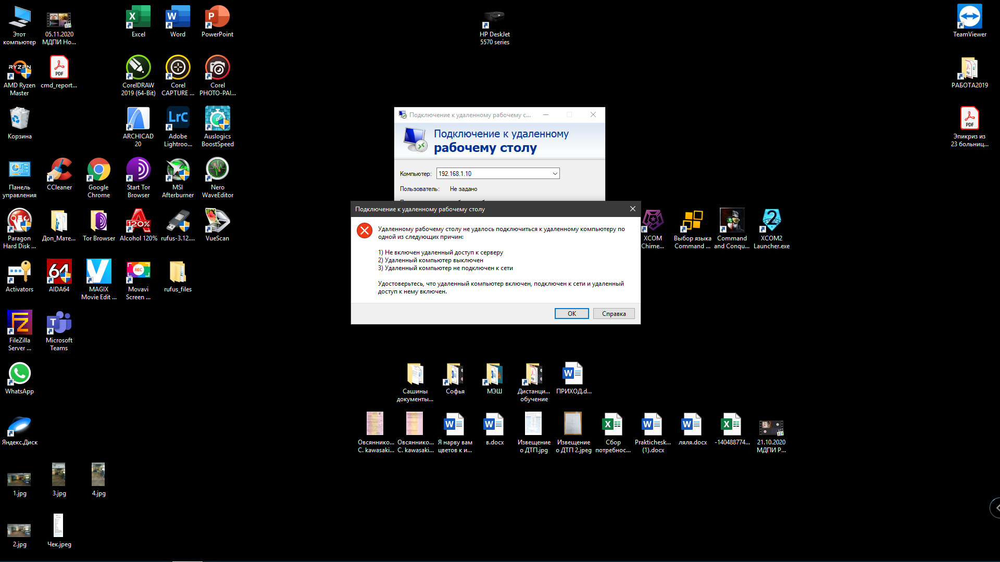 Этот
компьютер
05.11.2020
МДПИ Но...
Excel
Word
PowerPoint
HP DeskJet
5570 series
TeamViewer
RYZEN
AMD Ryzen
Master
PDF
cmd_report...
CorelDRAW
2019 (64-Bit)
Corel
CAPTURE ...
Corel
PHOTO-PAI...
РАБОТА2019
Корзина
ARCHICAD
20
LrC
Adobe
Lightroo...
Auslogics
BoostSpeed
PDF
Эпикриз из
23 больниц...
Подключение к удаленному рабочему с...
Подключение к удаленному
рабочему столу
Компьютер:
192.168.1.10
Пользователь:
Не задано
Панель
управления
CCleaner
Google
Chrome
Start Tor
Browser
MSI
Afterburner
Nero
WaveEditor
Подключение к удаленному рабочему столу
Удаленному рабочему столу не удалось подключиться к удаленному компьютеру по
одной из следующих причин:
1) Не включен удаленный доступ к серверу
2) Удаленный компьютер выключен
3) Удаленный компьютер не подключен к сети
Удостоверьтесь, что удаленный компьютер включен, подключен к сети и удаленный
доступ к нему включен.
OK
Справка
Paragon
Hard Disk ...
Доп_Мате...
Tor Browser
120%
Alcohol 120%
rufus-3.12....
VueScan
XCOM
Chime...
Выбор языка
Command ...
Command
and Conqu...
XCOM2
Launcher.exe
Activators
64
AIDA64
MAGIX
Movie Edit ...
REC
Movavi
Screen ...
rufus_files
FileZilla
Server ...
Microsoft
Teams
WhatsApp
Сашины
документы...
Софья
МЭШ
Дистанци...
обучение
ПРИХОД.d...
Яндекс.Диск
Овсяннико...
С. kawasaki...
Овсяннико...
С. kawasaki...
Я нарву вам
цветов к и...
в.docx
Извещение
о ДТП.jpg
Извещение
о ДТП 2.jpeg
Сбор
потребнос...
Praktichesk...
(1).docx
ляля.docx
-140488774...
21.10.2020
МДПИ Р...
1.jpg
3.jpg
4.jpg
2.jpg
Чек.jpeg